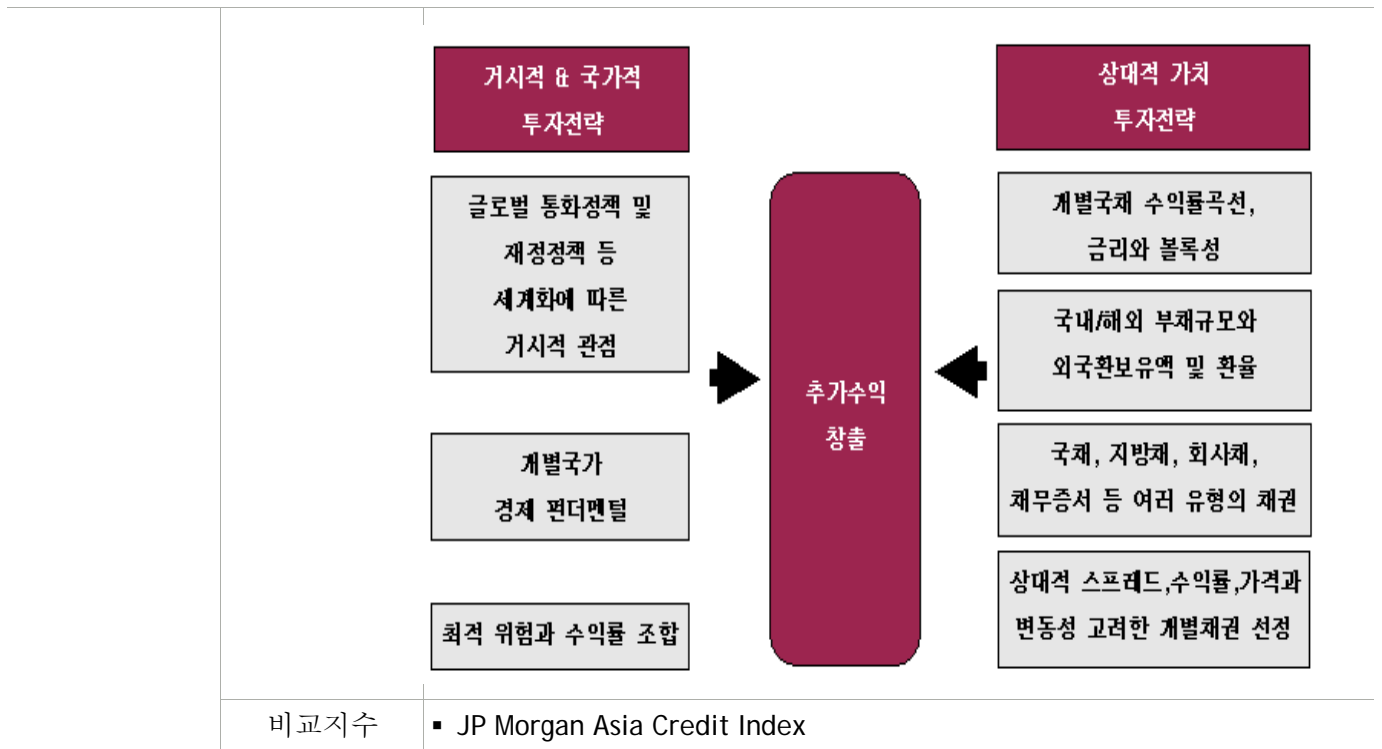 거시적 & 국가적
투자전략
글로벌 통화정책 및
재정정책 등
세계화에 따른
거시적 관점
개별국가
경제 펀더멘털
최적 위험과 수익률 조합
추가수익
창출
상대적 가치
투자전략
개별국채 수익률곡선,
금리와 볼록성
국내/해외 부채규모와
외국환보유액 및 환율
국채, 지방채, 회사채,
채무증서 등 여러 유형의 채권
상대적 스프레드,수익률,가격과
변동성 고려한 개별채권 선정
비교지수
▪ JP Morgan Asia Credit Index